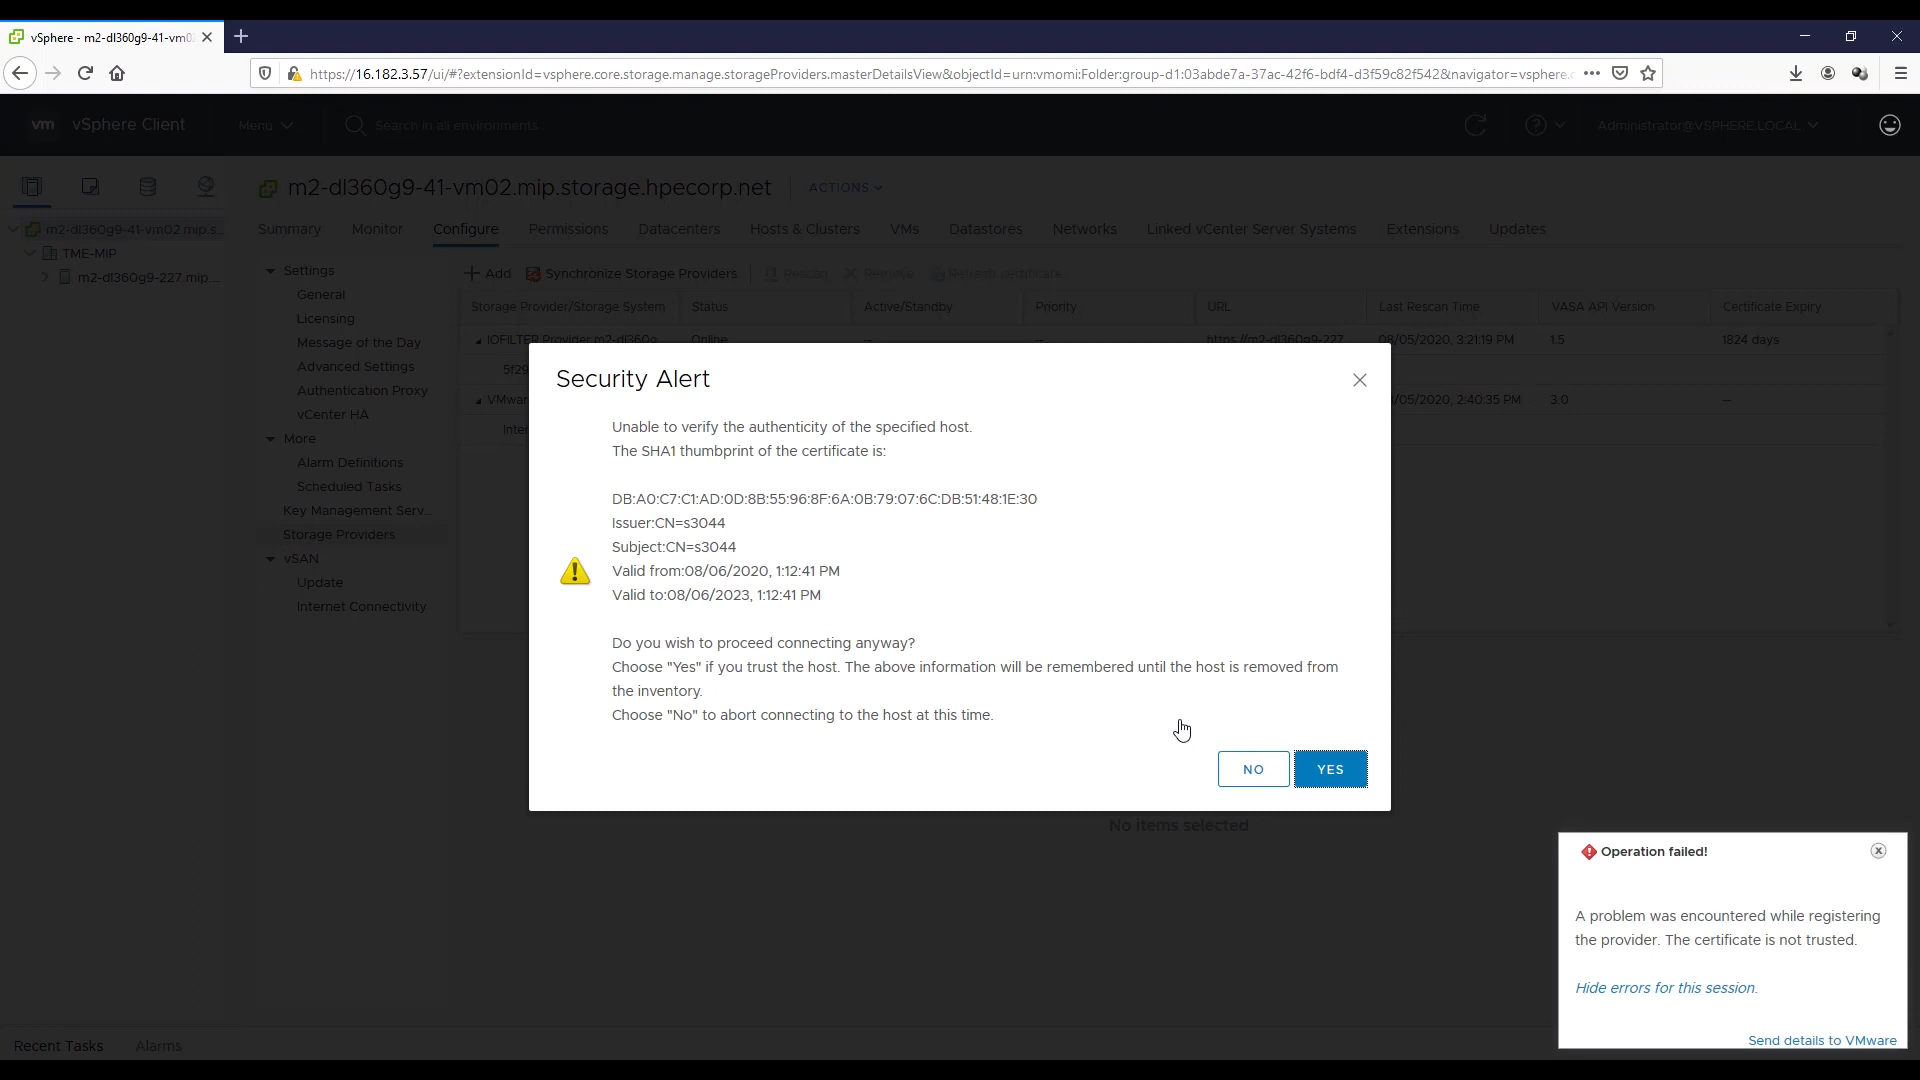 vSphere - m2-dl360g9-41-vm02
https://16.182.3.57/ui/#?extensionId=vsphere.core.storage.manage.storageProviders.masterDetailsView&objectId=urn:vmomi:Folder:group-d1:03abde7a-37ac-42f6-bdf4-d3f59c82f542&navigator=vsphere.c
vm vSphere Client Menu Search in all environments Administrator@VSPHERE.LOCAL
m2-dl360g9-41-vm02.mip.storage.hpecorp.net ACTIONS
m2-dl360g9-41-vm02.mip.s...
TME-MIP
m2-dl360g9-227.mip....
Summary Monitor Configure Permissions Datacenters Hosts & Clusters VMs Datastores Networks Linked vCenter Server Systems Extensions Updates
Settings
General
Licensing
Message of the Day
Advanced Settings
Authentication Proxy
vCenter HA
More
Alarm Definitions
Scheduled Tasks
Key Management Serv...
Storage Providers
vSAN
Update
Internet Connectivity
Add Synchronize Storage Providers Rescan Remove Refresh certificate
Storage Provider/Storage System Status Active/Standby Priority URL Last Rescan Time VASA API Version Certificate Expiry
IOFILTER Provider m2-dl360g... Online -- -- https://m2-dl360g9-227... 08/05/2020, 3:21:19 PM 1.5 1824 days
5f29
VMwar /05/2020, 2:40:35 PM 3.0 --
Inter
Security Alert
Unable to verify the authenticity of the specified host.
The SHA1 thumbprint of the certificate is:
DB:A0:C7:C1:AD:0D:8B:55:96:8F:6A:0B:79:07:6C:DB:51:48:1E:30
Issuer:CN=s3044
Subject:CN=s3044
Valid from:08/06/2020, 1:12:41 PM
Valid to:08/06/2023, 1:12:41 PM
Do you wish to proceed connecting anyway?
Choose "Yes" if you trust the host. The above information will be remembered until the host is removed from
the inventory.
Choose "No" to abort connecting to the host at this time.
NO YES
No items selected
Operation failed!
A problem was encountered while registering
the provider. The certificate is not trusted.
Hide errors for this session.
Send details to VMware
Recent Tasks Alarms